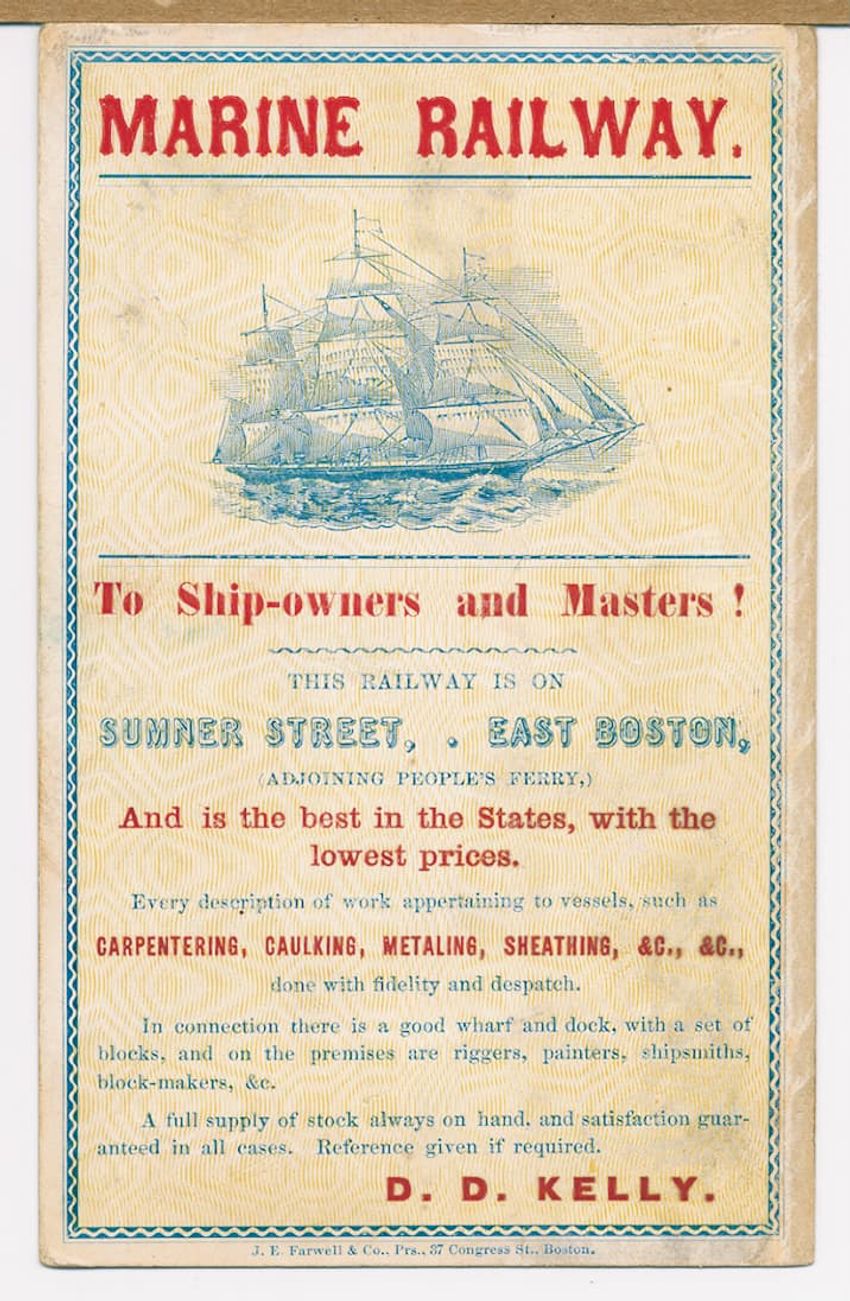 MARINE RAILWAY.
To Ship-owners and Masters !
THIS RAILWAY IS ON
SUMNER STREET, . EAST BOSTON,
(ADJOINING PEOPLE'S FERRY,)
And is the best in the States, with the
lowest prices.
Every description of work appertaining to vessels, such as
CARPENTERING, CAULKING, METALING, SHEATHING, &C., &C.,
done with fidelity and despatch.
In connection there is a good wharf and dock, with a set of
blocks, and on the premises are riggers, painters, shipsmiths,
block-makers, &c.
A full supply of stock always on hand, and satisfaction guar-
anteed in all cases. Reference given if required.
D. D. KELLY.
J. E. Farwell & Co., Prs., 37 Congress St., Boston.